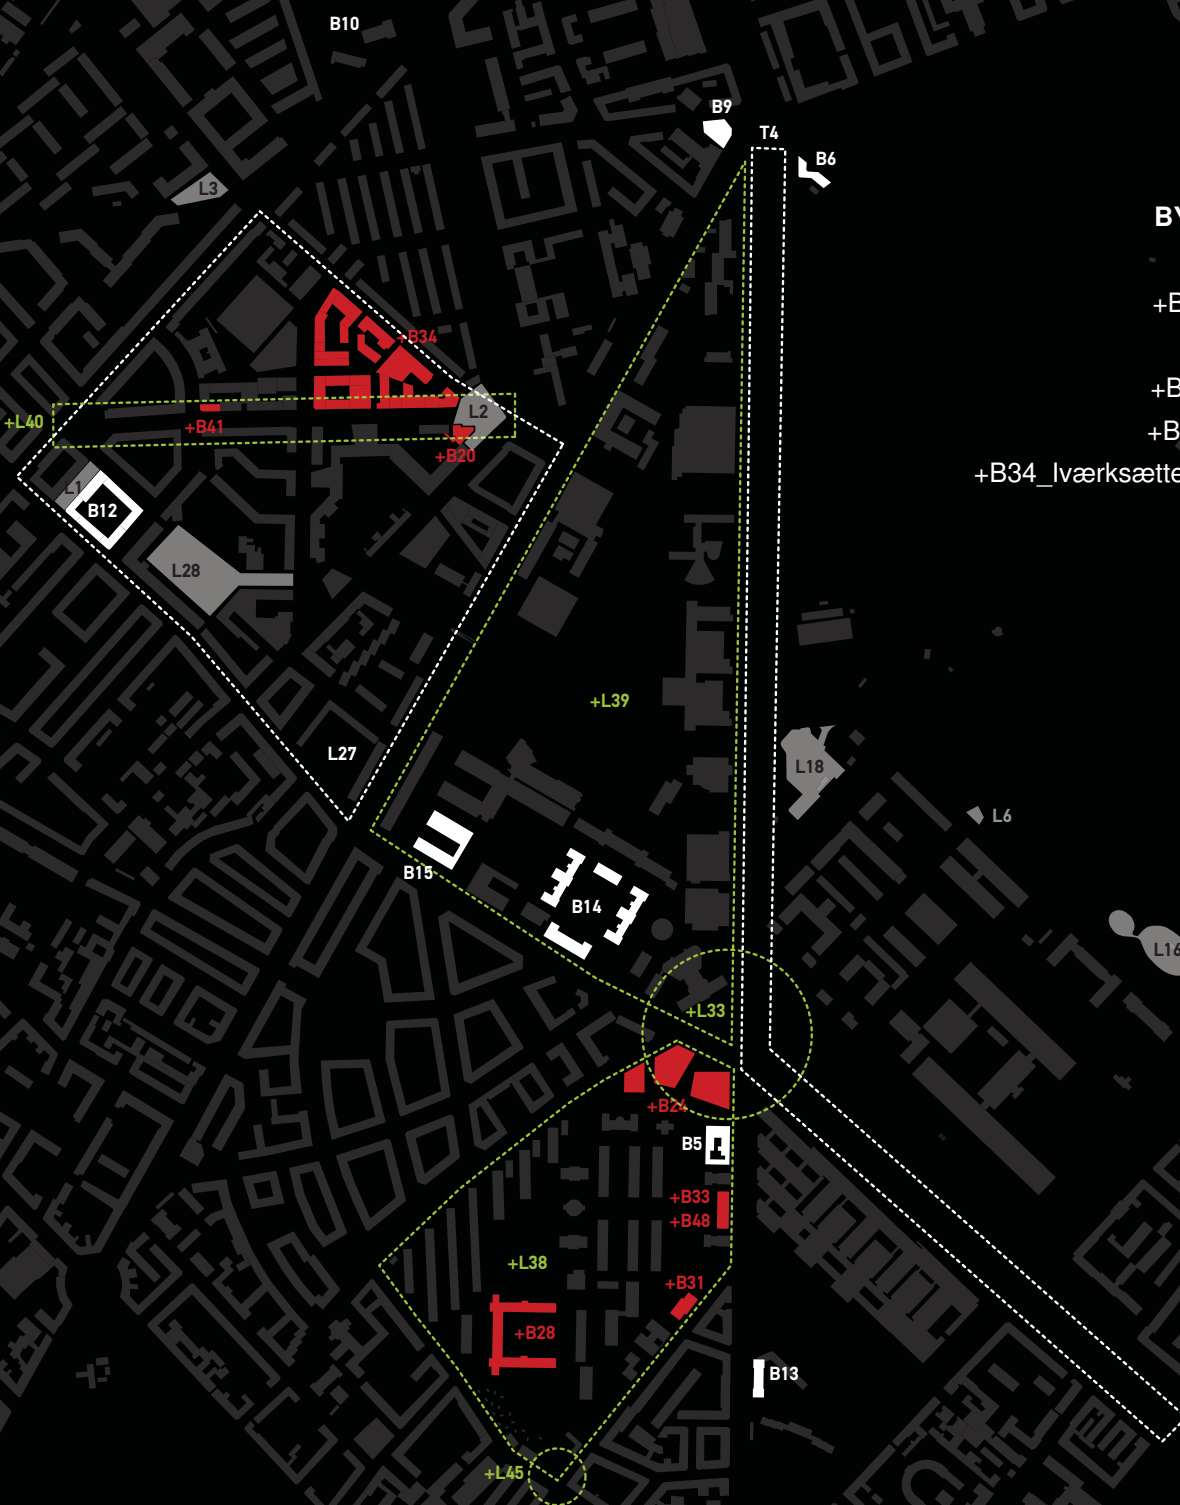 B10
B9
T4
B6
L3
BY
+B
+B34
+B
L2
+L40
+B41
+B
+B20
+B34_Iværksætte
L1
B12
L28
+L39
L27
L18
L6
B15
B14
L16
+L33
+B24
B5
+B33
+B48
+L38
+B31
+B28
B13
+L45